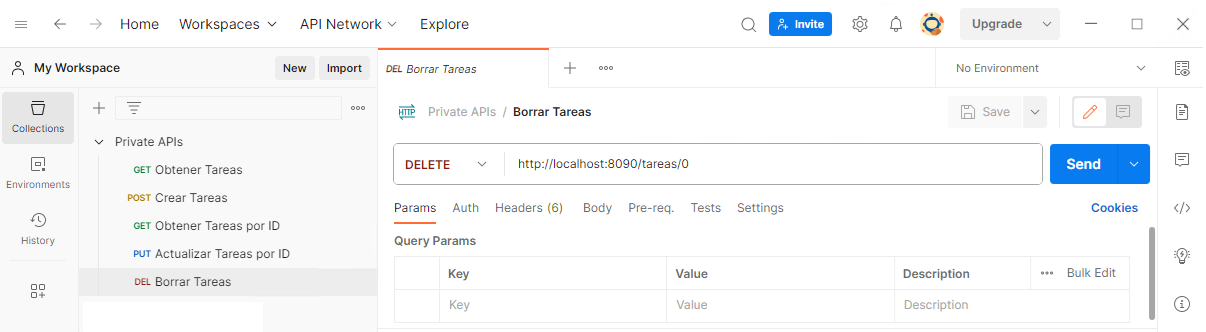 Home Workspaces API Network Explore Invite Upgrade
My Workspace New Import
DEL Borrar Tareas
No Environment
Collections
Environments
History
Private APIs
GET Obtener Tareas
POST Crear Tareas
GET Obtener Tareas por ID
PUT Actualizar Tareas por ID
DEL Borrar Tareas
HTTP Private APIs / Borrar Tareas Save
DELETE http://localhost:8090/tareas/0 Send
Params Auth Headers (6) Body Pre-req. Tests Settings Cookies
Query Params
Key Value Description Bulk Edit
Key Value Description